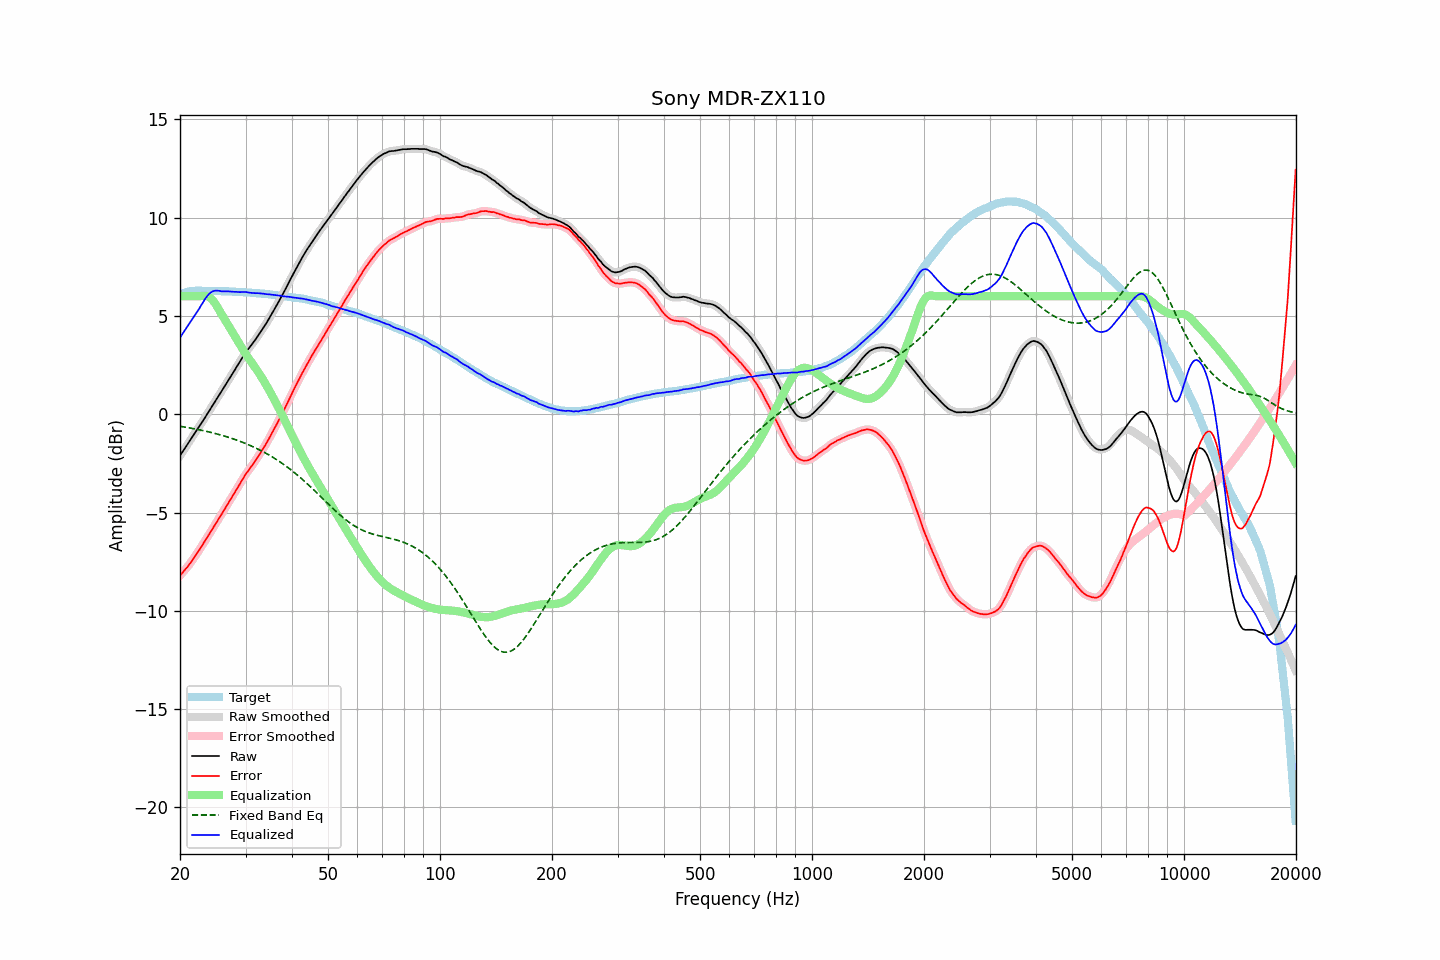 Sony MDR-ZX110
Amplitude (dBr)
15
10
5
0
−5
−10
−15
−20
Target
Raw Smoothed
Error Smoothed
Raw
Error
Equalization
Fixed Band Eq
Equalized
20 50 100 200 500 1000 2000 5000 10000 20000
Frequency (Hz)